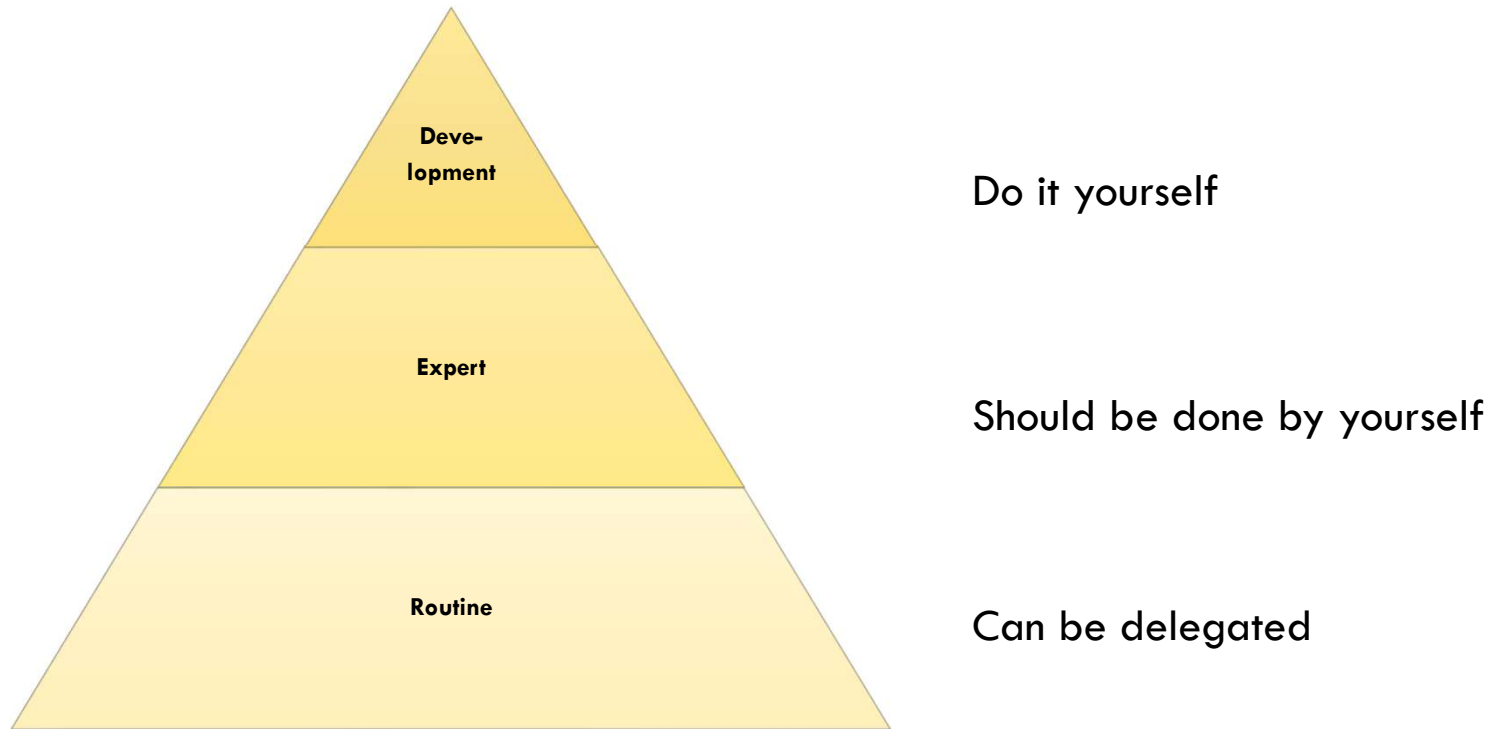 Deve-
lopment
Do it yourself
Expert
Should be done by yourself
Routine
Can be delegated